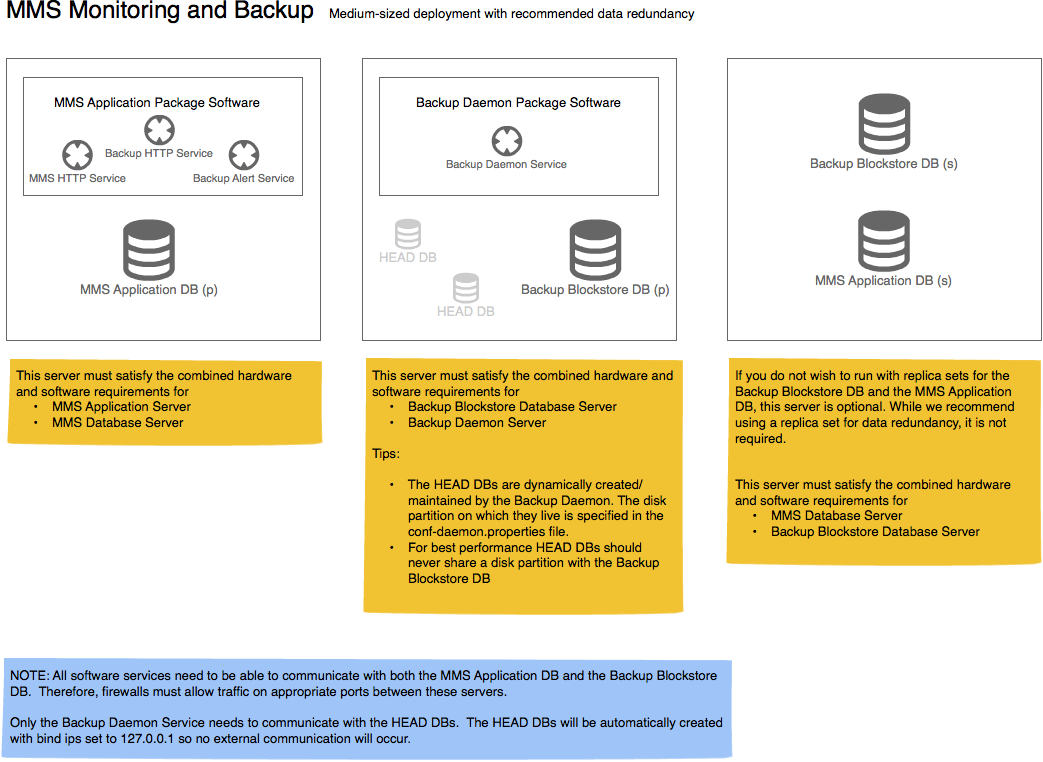 MMS Monitoring and Backup Medium-sized deployment with recommended data redundancy
MMS Application Package Software
Backup HTTP Service
MMS HTTP Service
Backup Alert Service
MMS Application DB (p)
Backup Daemon Package Software
Backup Daemon Service
HEAD DB
HEAD DB
Backup Blockstore DB (p)
Backup Blockstore DB (s)
MMS Application DB (s)
This server must satisfy the combined hardware
and software requirements for
• MMS Application Server
• MMS Database Server
This server must satisfy the combined hardware and
software requirements for
• Backup Blockstore Database Server
• Backup Daemon Server
Tips:
• The HEAD DBs are dynamically created/
maintained by the Backup Daemon. The disk
partition on which they live is specified in the
conf-daemon.properties file.
• For best performance HEAD DBs should
never share a disk partition with the Backup
Blockstore DB
If you do not wish to run with replica sets for the
Backup Blockstore DB and the MMS Application
DB, this server is optional. While we recommend
using a replica set for data redundancy, it is not
required.
This server must satisfy the combined hardware
and software requirements for
• MMS Database Server
• Backup Blockstore Database Server
NOTE: All software services need to be able to communicate with both the MMS Application DB and the Backup Blockstore
DB. Therefore, firewalls must allow traffic on appropriate ports between these servers.
Only the Backup Daemon Service needs to communicate with the HEAD DBs. The HEAD DBs will be automatically created
with bind ips set to 127.0.0.1 so no external communication will occur.